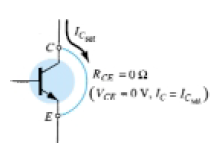 I_{C_{sat}}
C
R_{CE} = 0 Ω
(V_{CE} = 0 V, I_C = I_{C_{sat}})
E